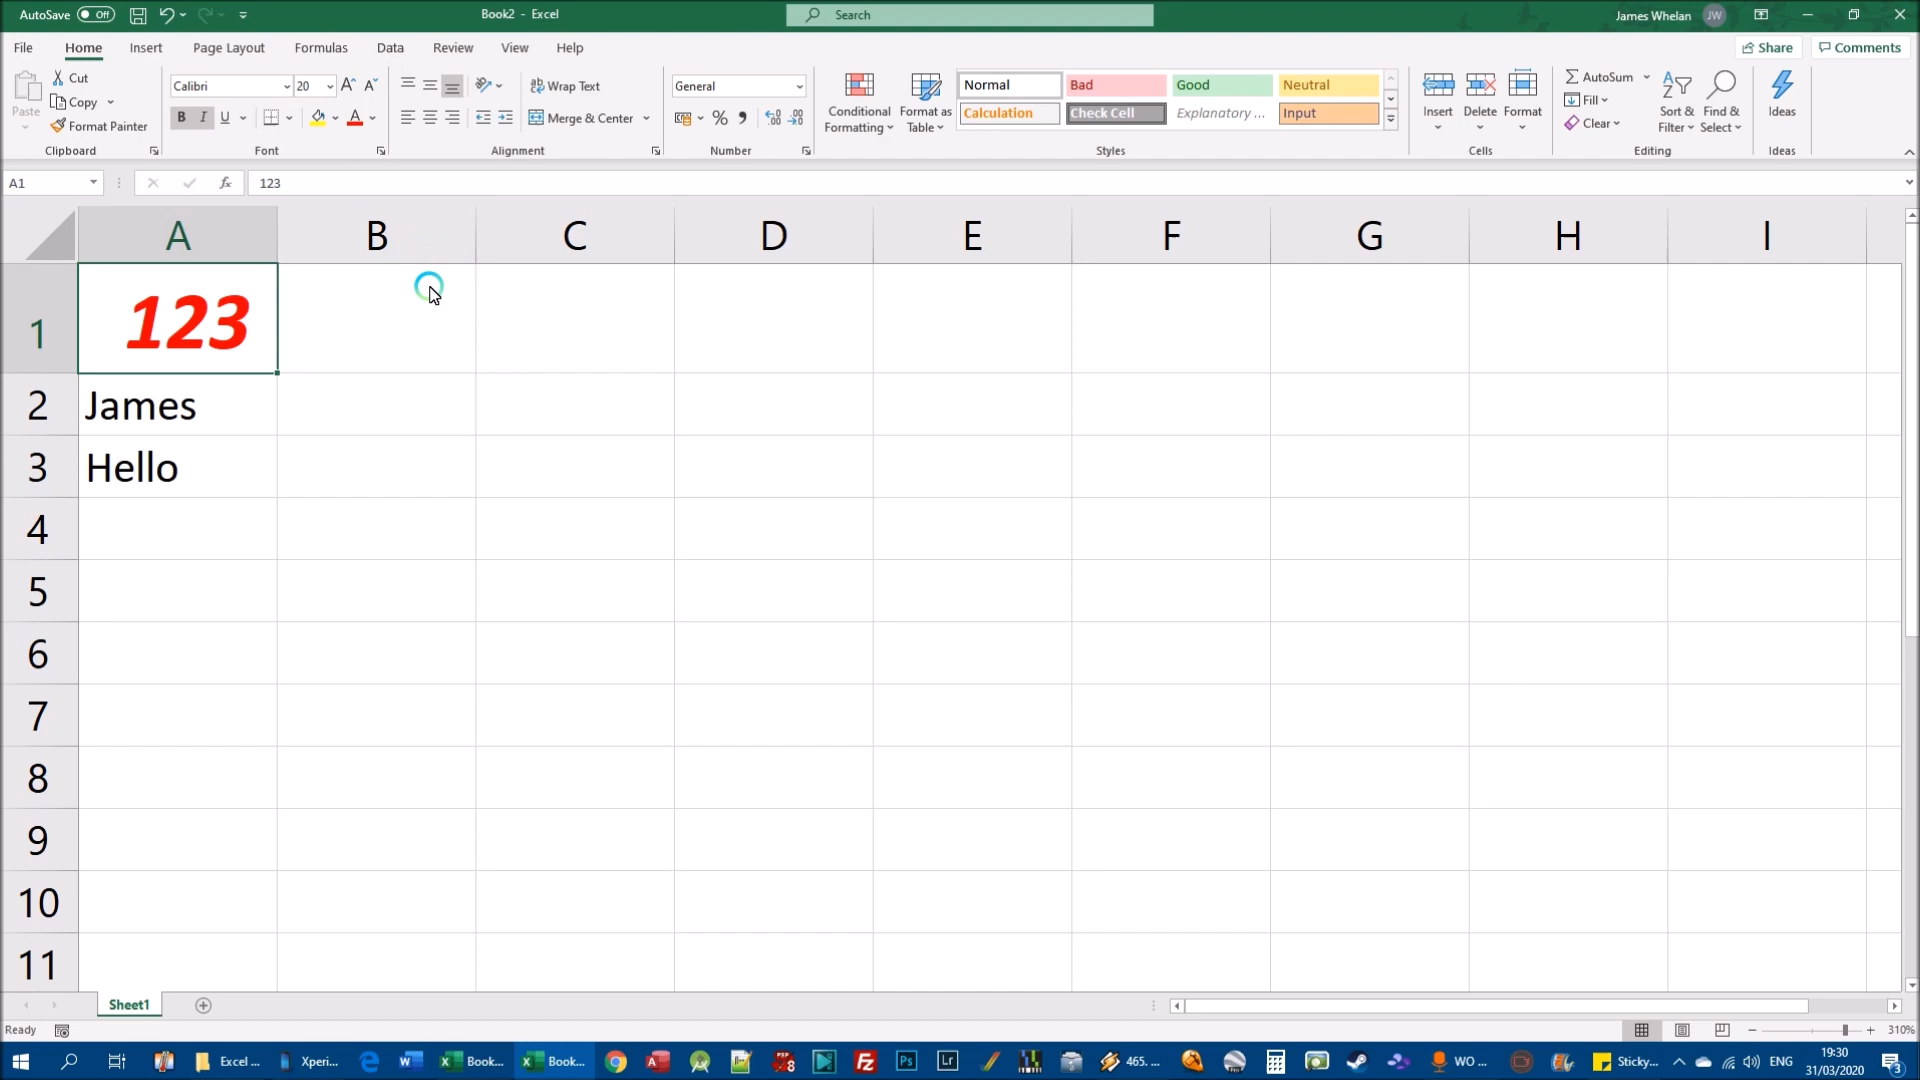 AutoSave Off Book2 - Excel Search James Whelan JW
File Home Insert Page Layout Formulas Data Review View Help Share Comments
Paste Cut Copy Format Painter Clipboard
Calibri 20 B I U Font
Wrap Text Merge & Center Alignment
General % Number
Conditional Formatting Format as Table Normal Bad Good Neutral Calculation Check Cell Explanatory ... Input Styles
Insert Delete Format Cells
AutoSum Fill Clear Sort & Filter Find & Select Editing
Ideas Ideas
A1 fx 123
A B C D E F G H I
1 123
2 James
3 Hello
4
5
6
7
8
9
10
11
Sheet1
Ready 310%
Excel ... Xperi... Book... Book... 465. ... WO ... Sticky... ENG 19:30
31/03/2020 3